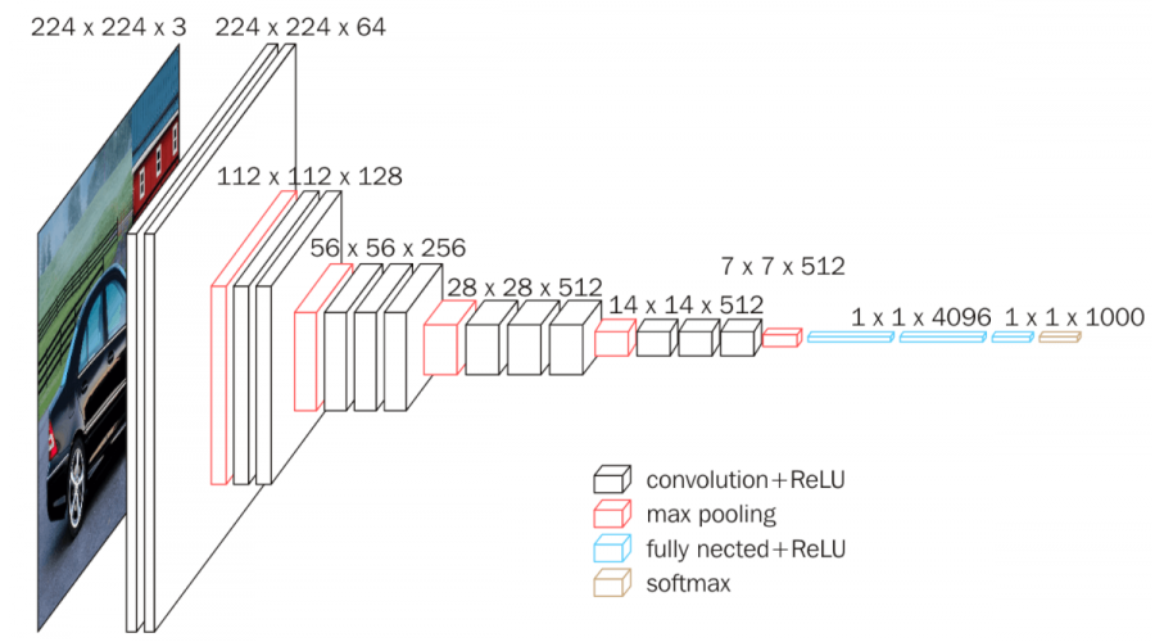 224 x 224 x 3
224 x 224 x 64
112 x 112 x 128
56 x 56 x 256
28 x 28 x 512
14 x 14 x 512
7 x 7 x 512
1 x 1 x 4096
1 x 1 x 1000
convolution+ReLU
max pooling
fully nected+ReLU
softmax